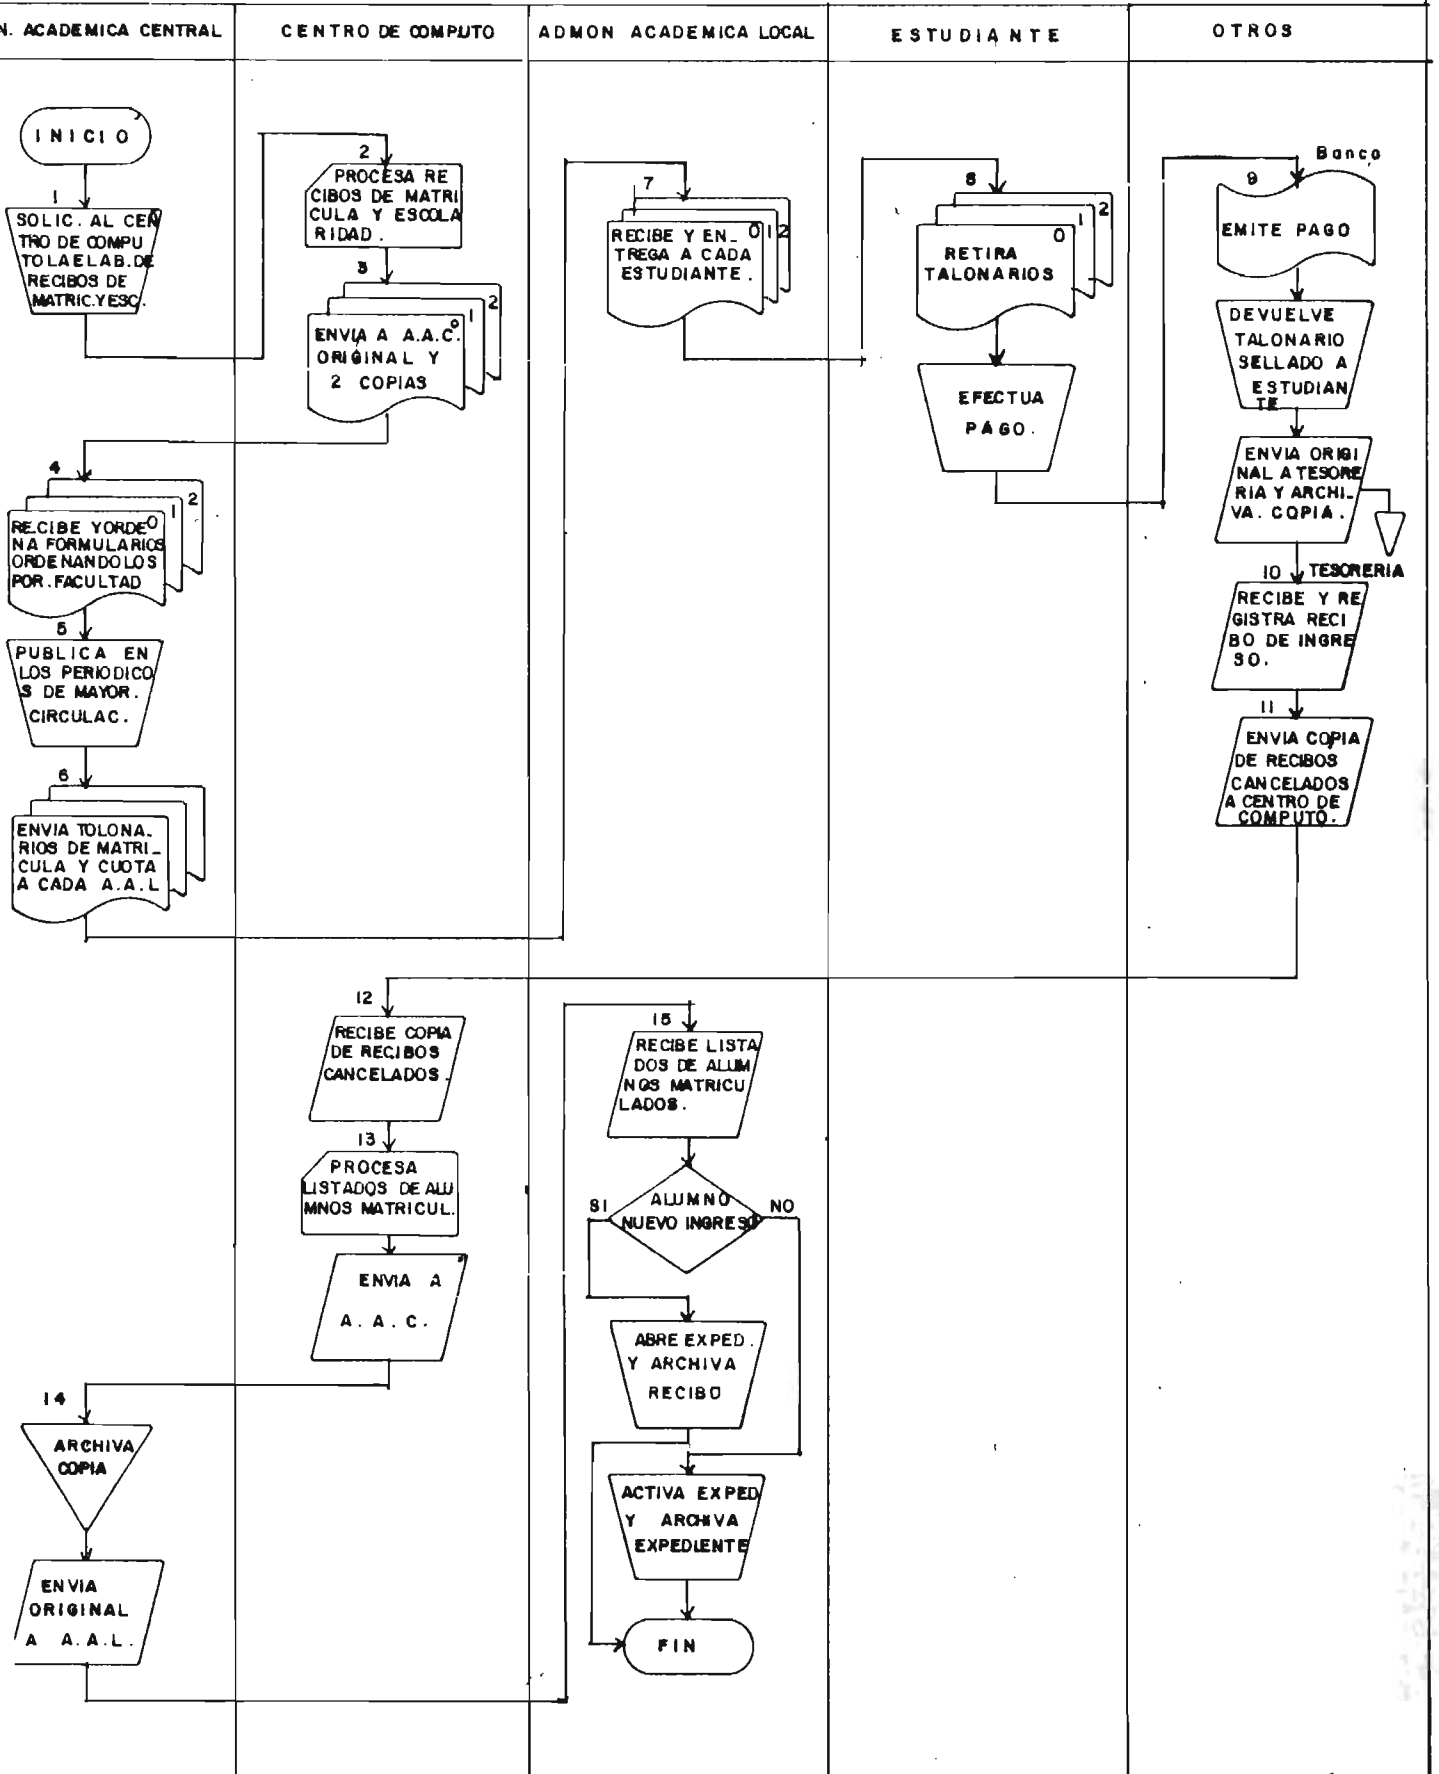 N. ACADEMICA CENTRAL
CENTRO DE COMPUTO
ADMON ACADEMICA LOCAL
ESTUDIANTE
OTROS
INICIO
1
SOLIC. AL CEN
TRO DE COMPU
TO LA ELAB. DE
RECIBOS DE
MATRIC. Y ESC.
2
PROCESA RE
CIBOS DE MATRI
CULA Y ESCOLA
RIDAD.
3
0
1
2
ENVIA A A.A.C.
ORIGINAL Y
2 COPIAS
4
0
1
2
RECIBE Y ORDE
NA FORMULARIOS
ORDENANDOLOS
POR. FACULTAD
5
PUBLICA EN
LOS PERIODICO
S DE MAYOR.
CIRCULAC.
6
ENVIA TOLONA.
RIOS DE MATRI_
CULA Y CUOTA
A CADA A.A.L
7
0 1 2
RECIBE Y EN_
TREGA A CADA
ESTUDIANTE.
8
0
1
2
RETIRA
TALONARIOS
EFECTUA
PAGO.
Banco
9
EMITE PAGO
DEVUELVE
TALONARIO
SELLADO A
ESTUDIAN
TE
ENVIA ORIGI
NAL A TESORE
RIA Y ARCHI_
VA. COPIA.
10
TESORERIA
RECIBE Y RE
GISTRA RECI
BO DE INGRE
SO.
11
ENVIA COPIA
DE RECIBOS
CANCELADOS
A CENTRO DE
COMPUTO.
12
RECIBE COPIA
DE RECIBOS
CANCELADOS.
13
PROCESA
LISTADOS DE ALU
MNOS MATRICUL.
ENVIA A
A.A.C.
14
ARCHIVA
COPIA
ENVIA
ORIGINAL
A A.A.L.
15
RECIBE LISTA
DOS DE ALUM
NOS MATRICU
LADOS.
SI
ALUMNO
NUEVO INGRESO
NO
ABRE EXPED.
Y ARCHIVA
RECIBO
ACTIVA EXPED
Y ARCHIVA
EXPEDIENTE
FIN